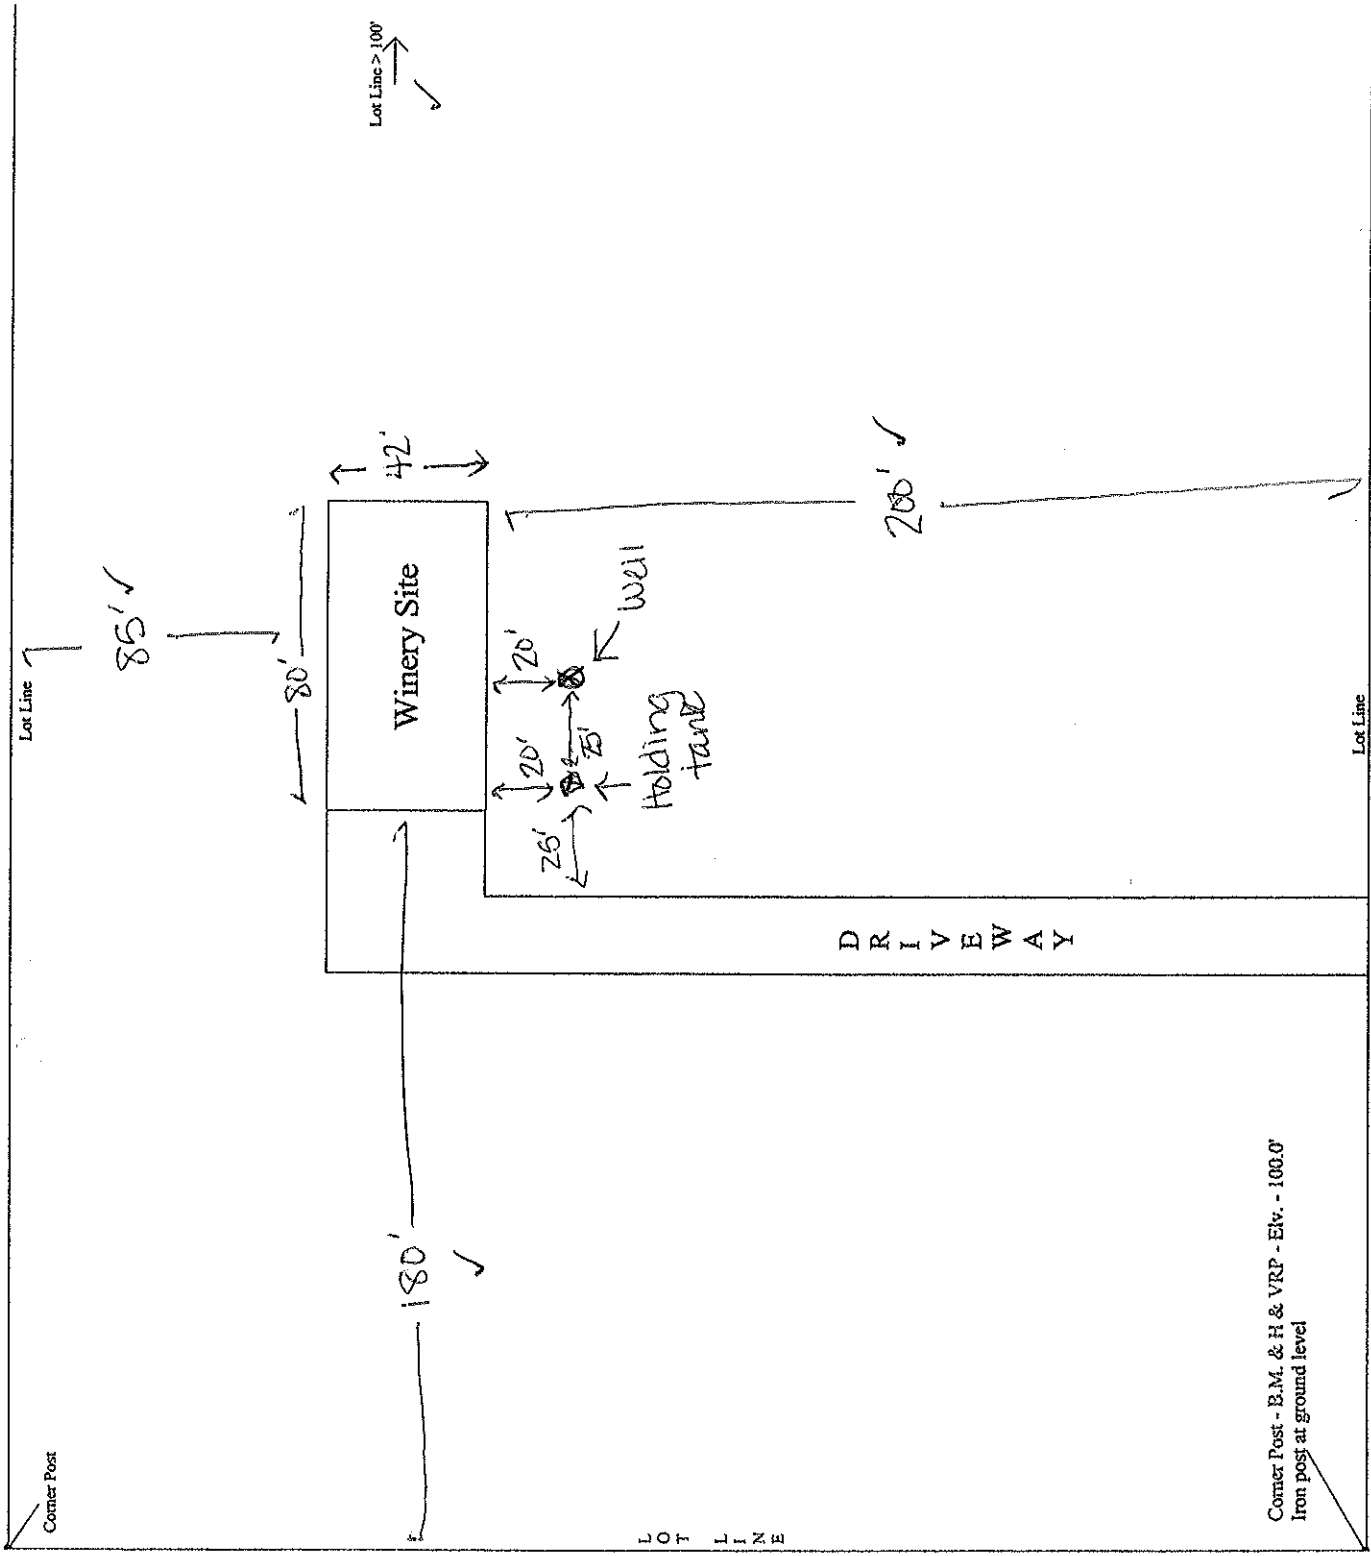 Corner Post
Lot Line
85' ✓
Lot Line > 100'
✓
80'
42'
Winery Site
180'
✓
20'
20'
25'
25'
Holding
tank
Well
200' ✓
DRIVEWAY
LOT LINE
Corner Post - B.M. & H & VRP - Elv. - 100.0'
Iron post at ground level
Lot Line